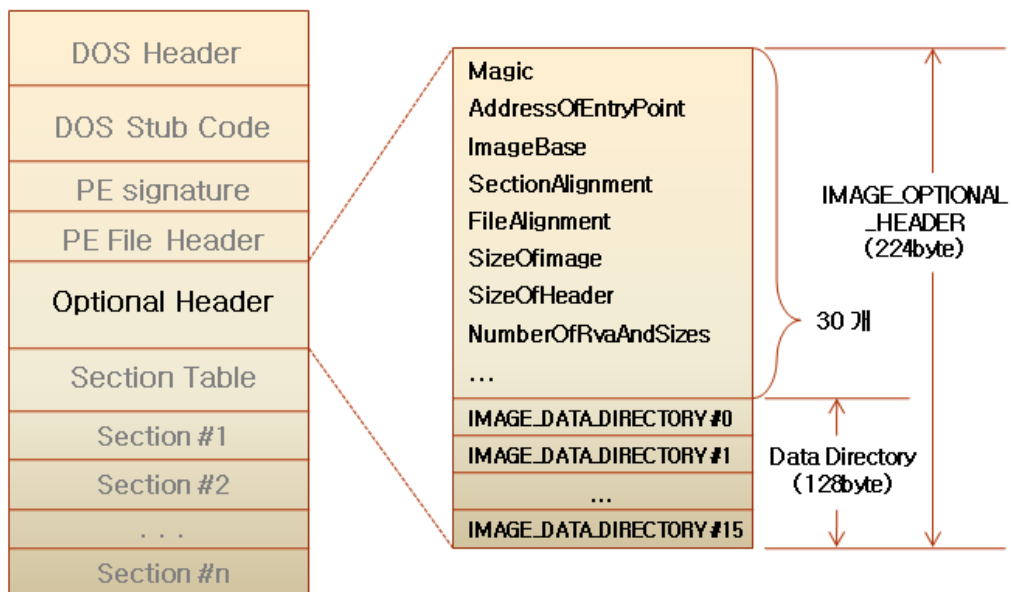 DOS Header
DOS Stub Code
PE signature
PE File Header
Optional Header
Section Table
Section #1
Section #2
. . .
Section #n
Magic
AddressOfEntryPoint
ImageBase
SectionAlignment
FileAlignment
SizeOfimage
SizeOfHeader
NumberOfRvaAndSizes
...
IMAGE_DATA_DIRECTORY #0
IMAGE_DATA_DIRECTORY #1
...
IMAGE_DATA_DIRECTORY #15
30 개
Data Directory
(128byte)
IMAGE_OPTIONAL
_HEADER
(224byte)